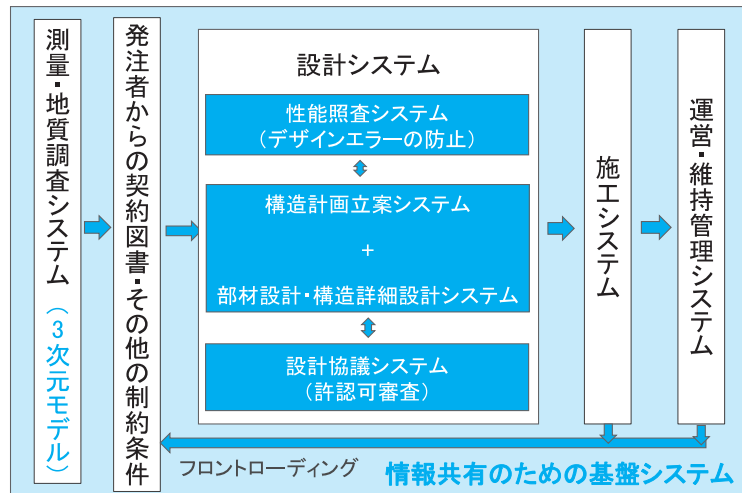 測量・地質調査システム（3次元モデル）
発注者からの契約図書・その他の制約条件
設計システム
性能照査システム
（デザインエラーの防止）
構造計画立案システム
+
部材設計・構造詳細設計システム
設計協議システム
（許認可審査）
施工システム
運営・維持管理システム
フロントローディング
情報共有のための基盤システム